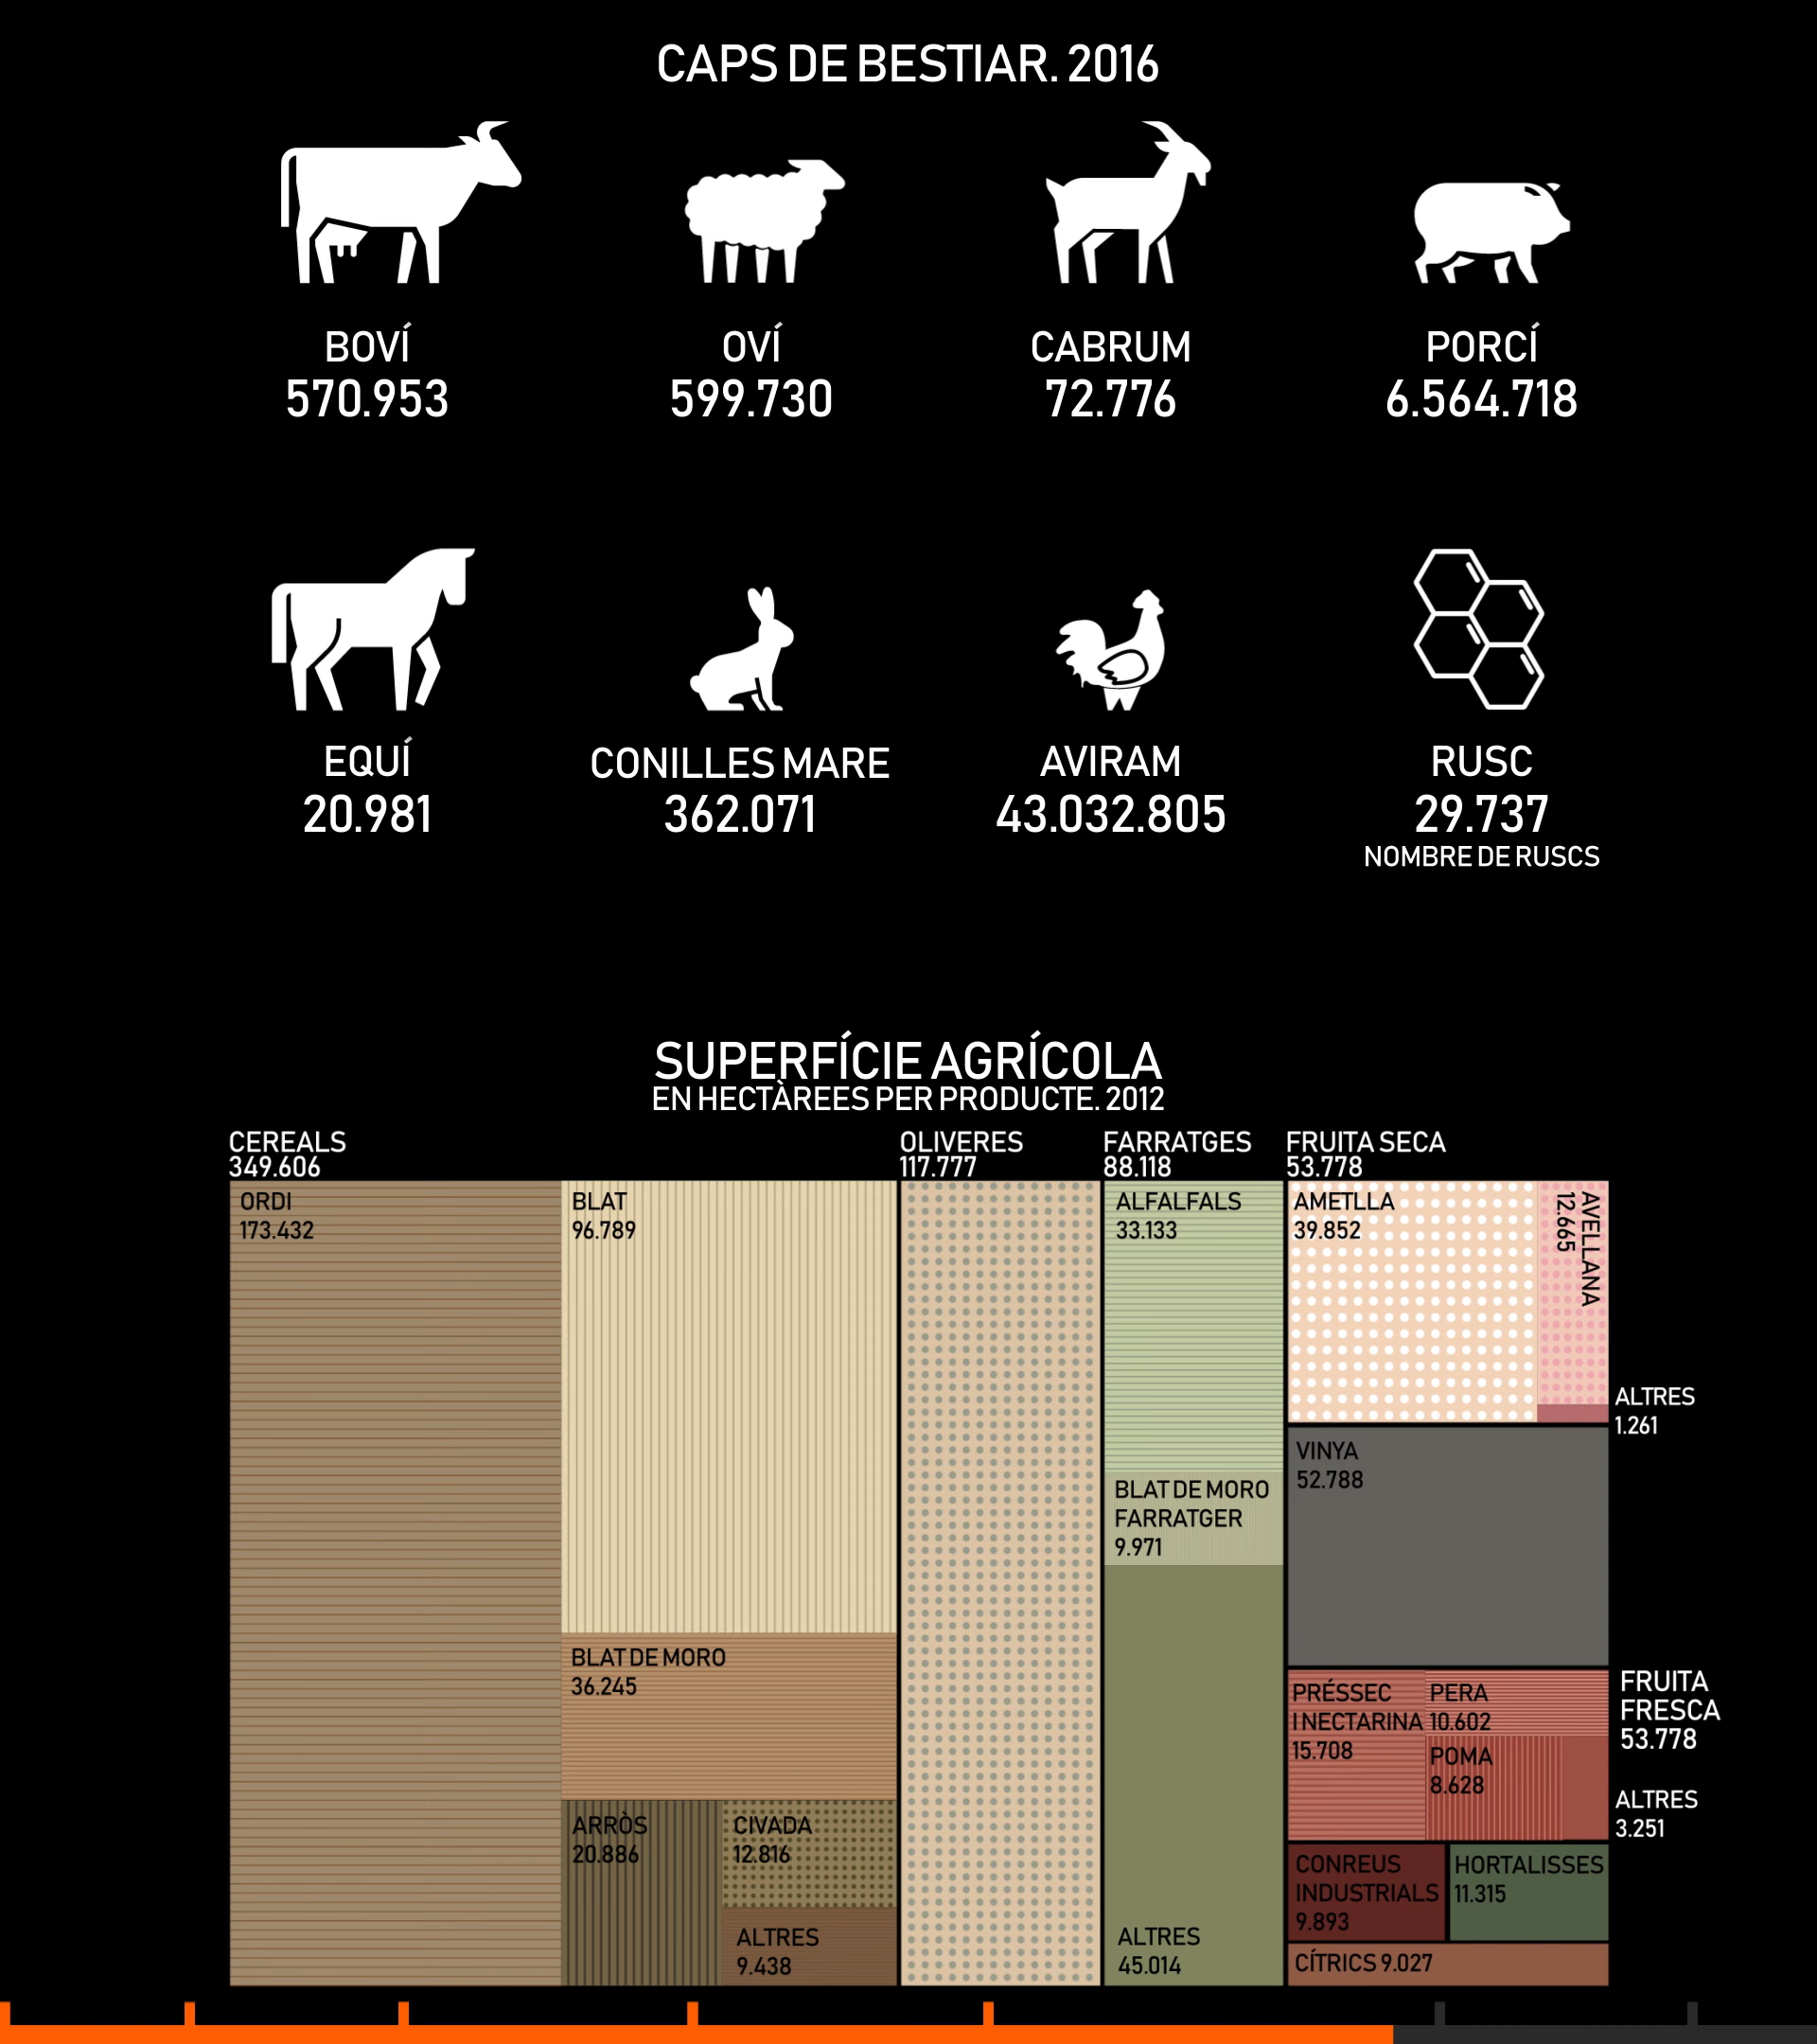 CAPS DE BESTIAR. 2016
BOVÍ
570.953
OVÍ
599.730
CABRUM
72.776
PORCÍ
6.564.718
EQUÍ
20.981
CONILLES MARE
362.071
AVIRAM
43.032.805
RUSC
29.737
NOMBRE DE RUSCS
SUPERFÍCIE AGRÍCOLA
EN HECTÀREES PER PRODUCTE. 2012
CEREALS
349.606
ORDI
173.432
BLAT
96.789
BLAT DE MORO
36.245
ARRÒS
20.886
CIVADA
12.816
ALTRES
9.438
OLIVERES
117.777
FARRATGES
88.118
ALFALFALS
33.133
BLAT DE MORO
FARRATGER
9.971
ALTRES
45.014
FRUITA SECA
53.778
AMETLLA
39.852
AVELLANA
12.665
ALTRES
1.261
VINYA
52.788
FRUITA
FRESCA
53.778
PRÉSSEC
I NECTARINA
15.708
PERA
10.602
POMA
8.628
ALTRES
3.251
CONREUS
INDUSTRIALS
9.893
HORTALISSES
11.315
CÍTRICS 9.027